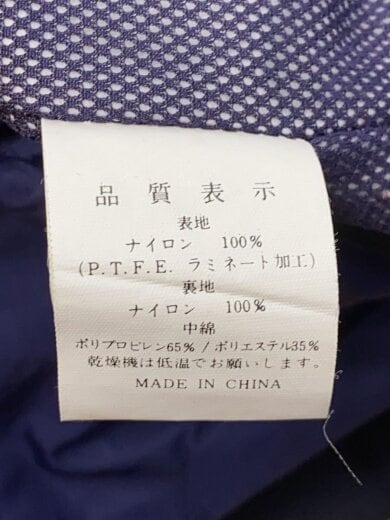 品質表示
表地
ナイロン 100%
(P.T.F.E. ラミネート加工)
裏地
ナイロン 100%
中綿
ポリプロピレン65% / ポリエステル35%
乾燥機は低温でお願いします。
MADE IN CHINA